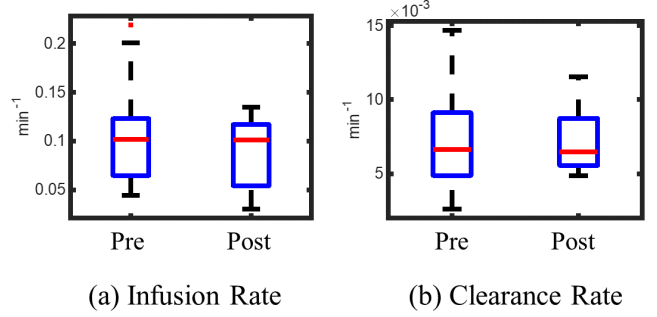 0.2
0.15
0.1
0.05
min⁻¹
Pre Post
(a) Infusion Rate
×10⁻³
15
10
5
min⁻¹
Pre Post
(b) Clearance Rate